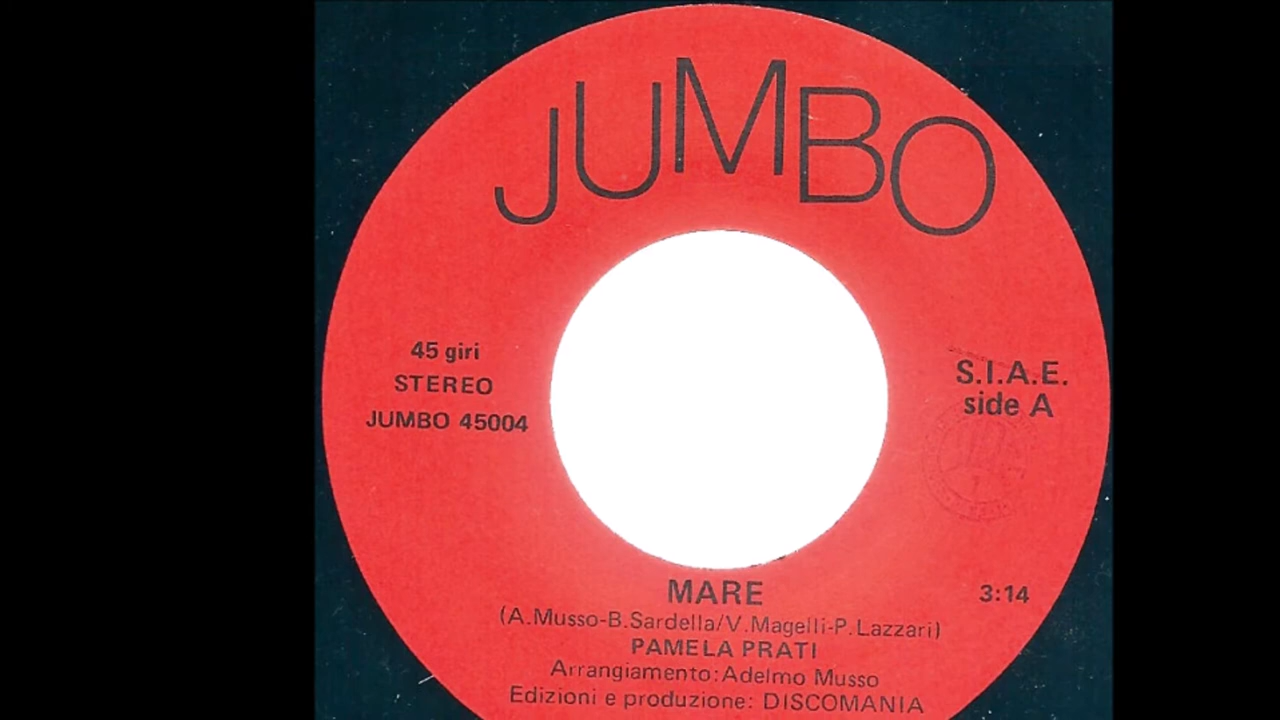 JUMBO
45 giri
STEREO
JUMBO 45004
S.I.A.E.
side A
MARE
3:14
(A.Musso-B.Sardella/V.Magelli-P.Lazzari)
PAMELA PRATI
Arrangiamento: Adelmo Musso
Edizioni e produzione: DISCOMANIA